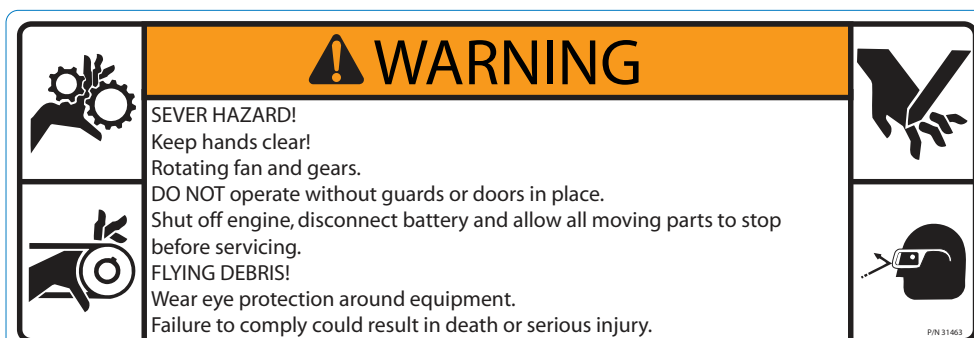 WARNING
SEVER HAZARD!
Keep hands clear!
Rotating fan and gears.
DO NOT operate without guards or doors in place.
Shut off engine, disconnect battery and allow all moving parts to stop
before servicing.
FLYING DEBRIS!
Wear eye protection around equipment.
Failure to comply could result in death or serious injury.
P/N 31463